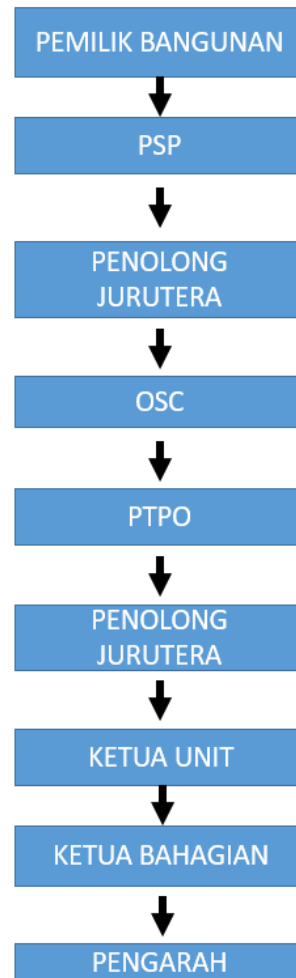 PEMILIK BANGUNAN
PSP
PENOLONG
JURUTERA
OSC
PTPO
PENOLONG
JURUTERA
KETUA UNIT
KETUA BAHAGIAN
PENGARAH